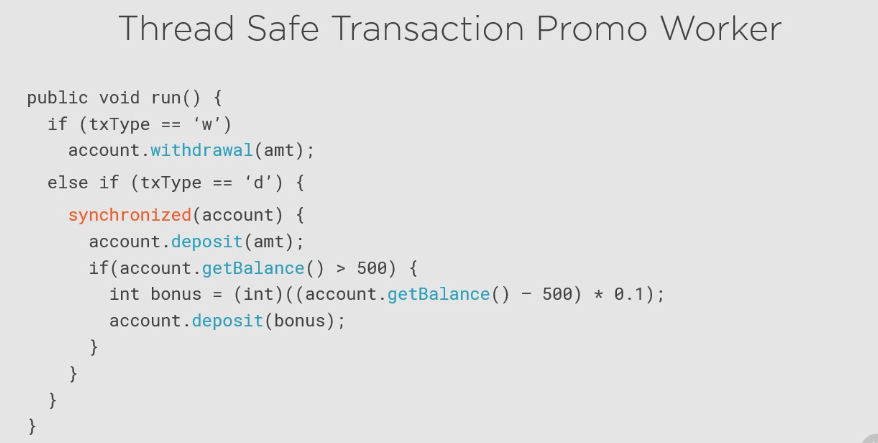 Thread Safe Transaction Promo Worker
public void run() {
if (txType == ‘w’)
account.withdrawal(amt);
else if (txType == ‘d’) {
synchronized(account) {
account.deposit(amt);
if(account.getBalance() > 500) {
int bonus = (int)((account.getBalance() – 500) * 0.1);
account.deposit(bonus);
}
}
}
}